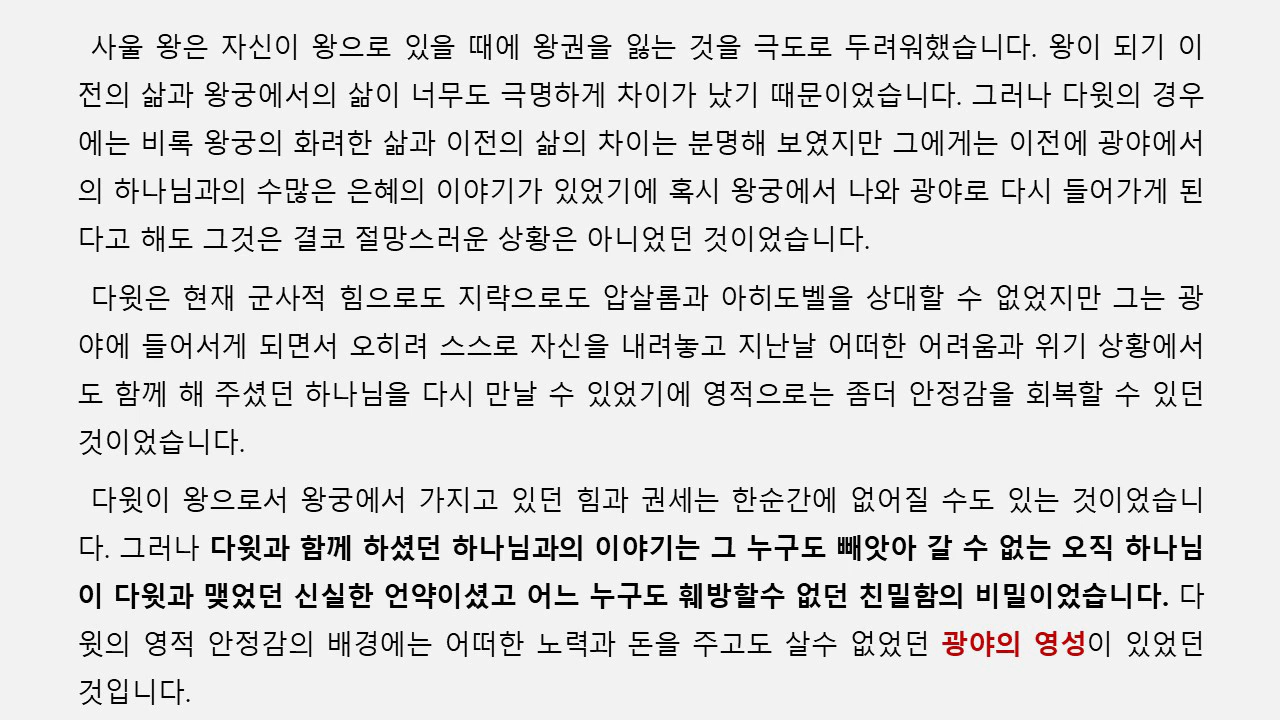 사울 왕은 자신이 왕으로 있을 때에 왕권을 잃는 것을 극도로 두려워했습니다. 왕이 되기 이
전의 삶과 왕궁에서의 삶이 너무도 극명하게 차이가 났기 때문이었습니다. 그러나 다윗의 경우
에는 비록 왕궁의 화려한 삶과 이전의 삶의 차이는 분명해 보였지만 그에게는 이전에 광야에서
의 하나님과의 수많은 은혜의 이야기가 있었기에 혹시 왕궁에서 나와 광야로 다시 들어가게 된
다고 해도 그것은 결코 절망스러운 상황은 아니었던 것이었습니다.
다윗은 현재 군사적 힘으로도 지략으로도 압살롬과 아히도벨을 상대할 수 없었지만 그는 광
야에 들어서게 되면서 오히려 스스로 자신을 내려놓고 지난날 어떠한 어려움과 위기 상황에서
도 함께 해 주셨던 하나님을 다시 만날 수 있었기에 영적으로는 좀더 안정감을 회복할 수 있던
것이었습니다.
다윗이 왕으로서 왕궁에서 가지고 있던 힘과 권세는 한순간에 없어질 수도 있는 것이었습니
다. 그러나 다윗과 함께 하셨던 하나님과의 이야기는 그 누구도 빼앗아 갈 수 없는 오직 하나님
이 다윗과 맺었던 신실한 언약이셨고 어느 누구도 훼방할수 없던 친밀함의 비밀이었습니다. 다
윗의 영적 안정감의 배경에는 어떠한 노력과 돈을 주고도 살수 없었던 광야의 영성이 있었던
것입니다.